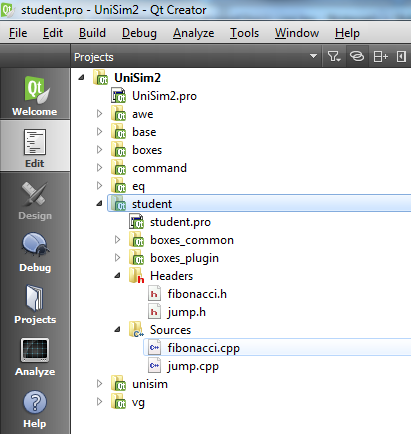 student.pro - UniSim2 - Qt Creator
File Edit Build Debug Analyze Tools Window Help
Projects
Welcome
Edit
Design
Debug
Projects
Analyze
Help
UniSim2
UniSim2.pro
awe
base
boxes
command
eq
student
student.pro
boxes_common
boxes_plugin
Headers
fibonacci.h
jump.h
Sources
fibonacci.cpp
jump.cpp
unisim
vg